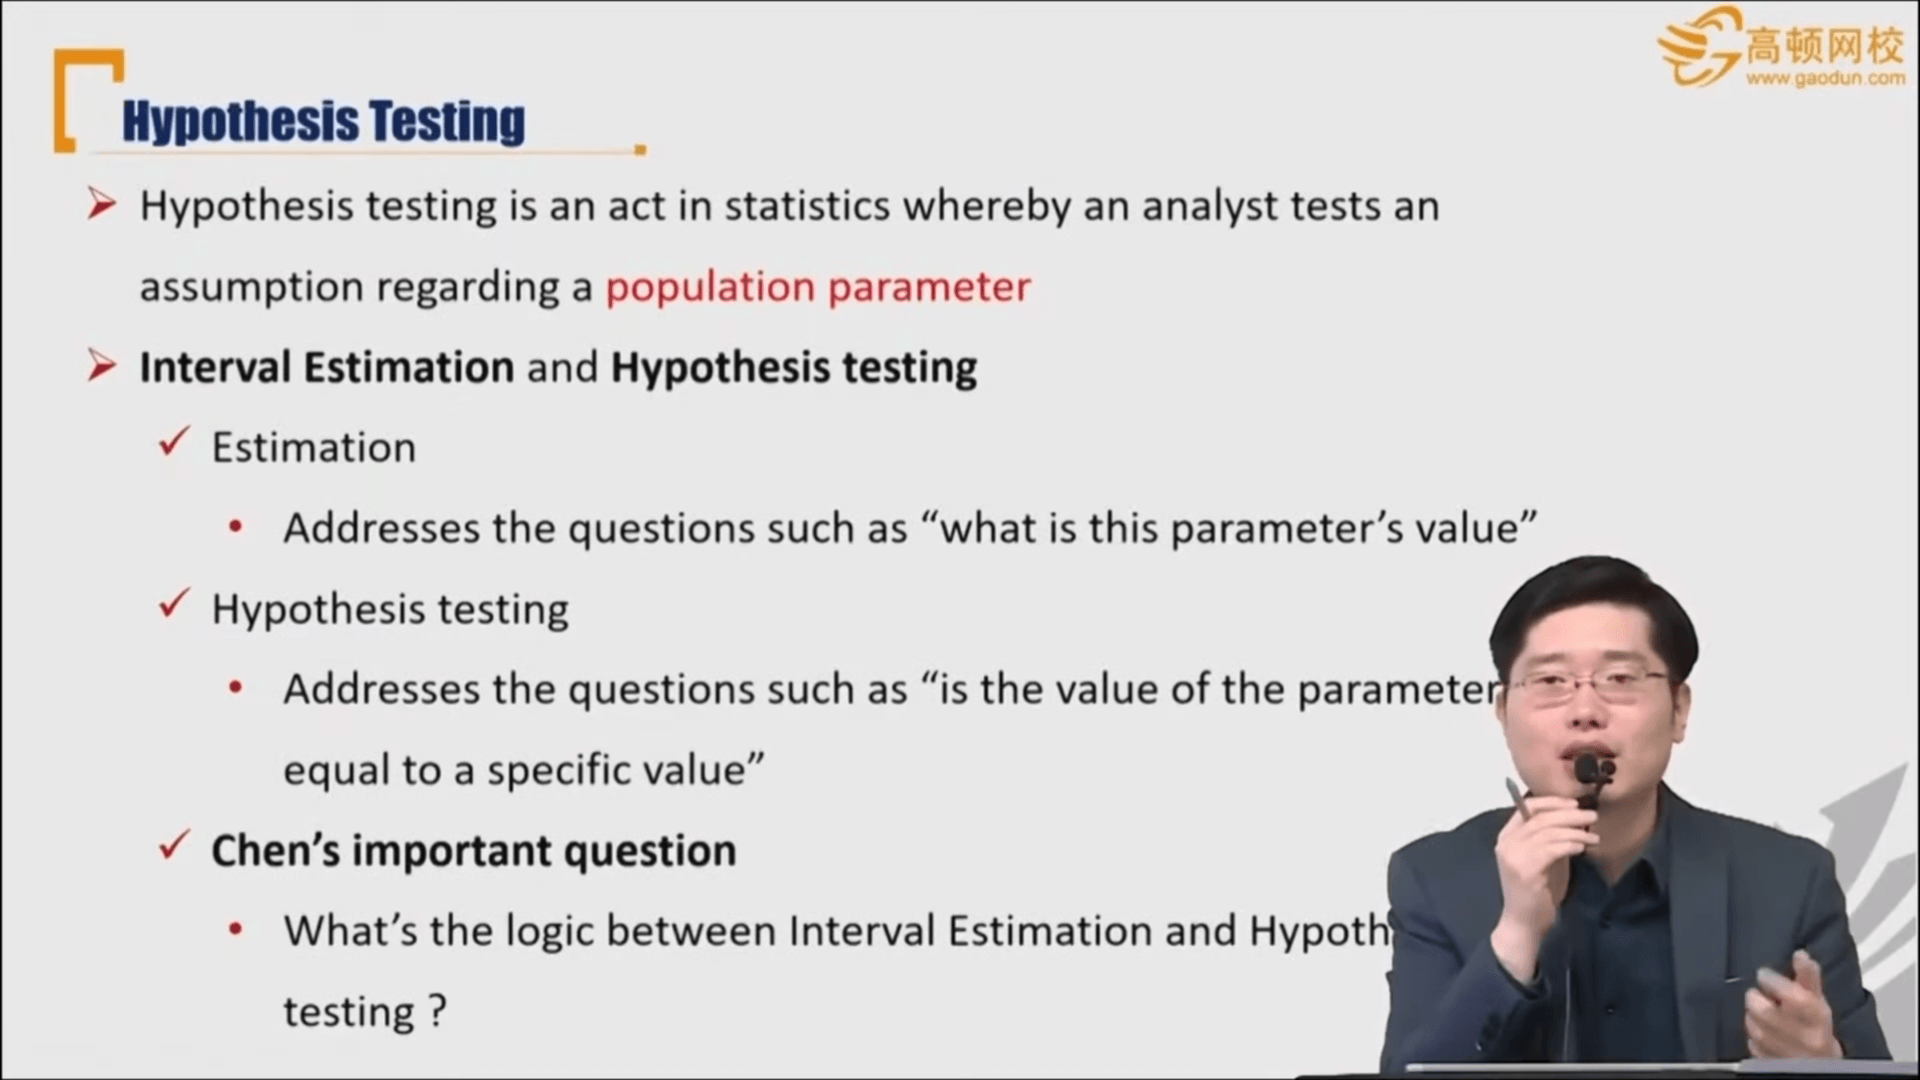 高顿网校
www.gaodun.com
Hypothesis Testing
Hypothesis testing is an act in statistics whereby an analyst tests an
assumption regarding a population parameter
Interval Estimation and Hypothesis testing
Estimation
Addresses the questions such as “what is this parameter’s value”
Hypothesis testing
Addresses the questions such as “is the value of the parameter
equal to a specific value”
Chen’s important question
What’s the logic between Interval Estimation and Hypoth
testing ?